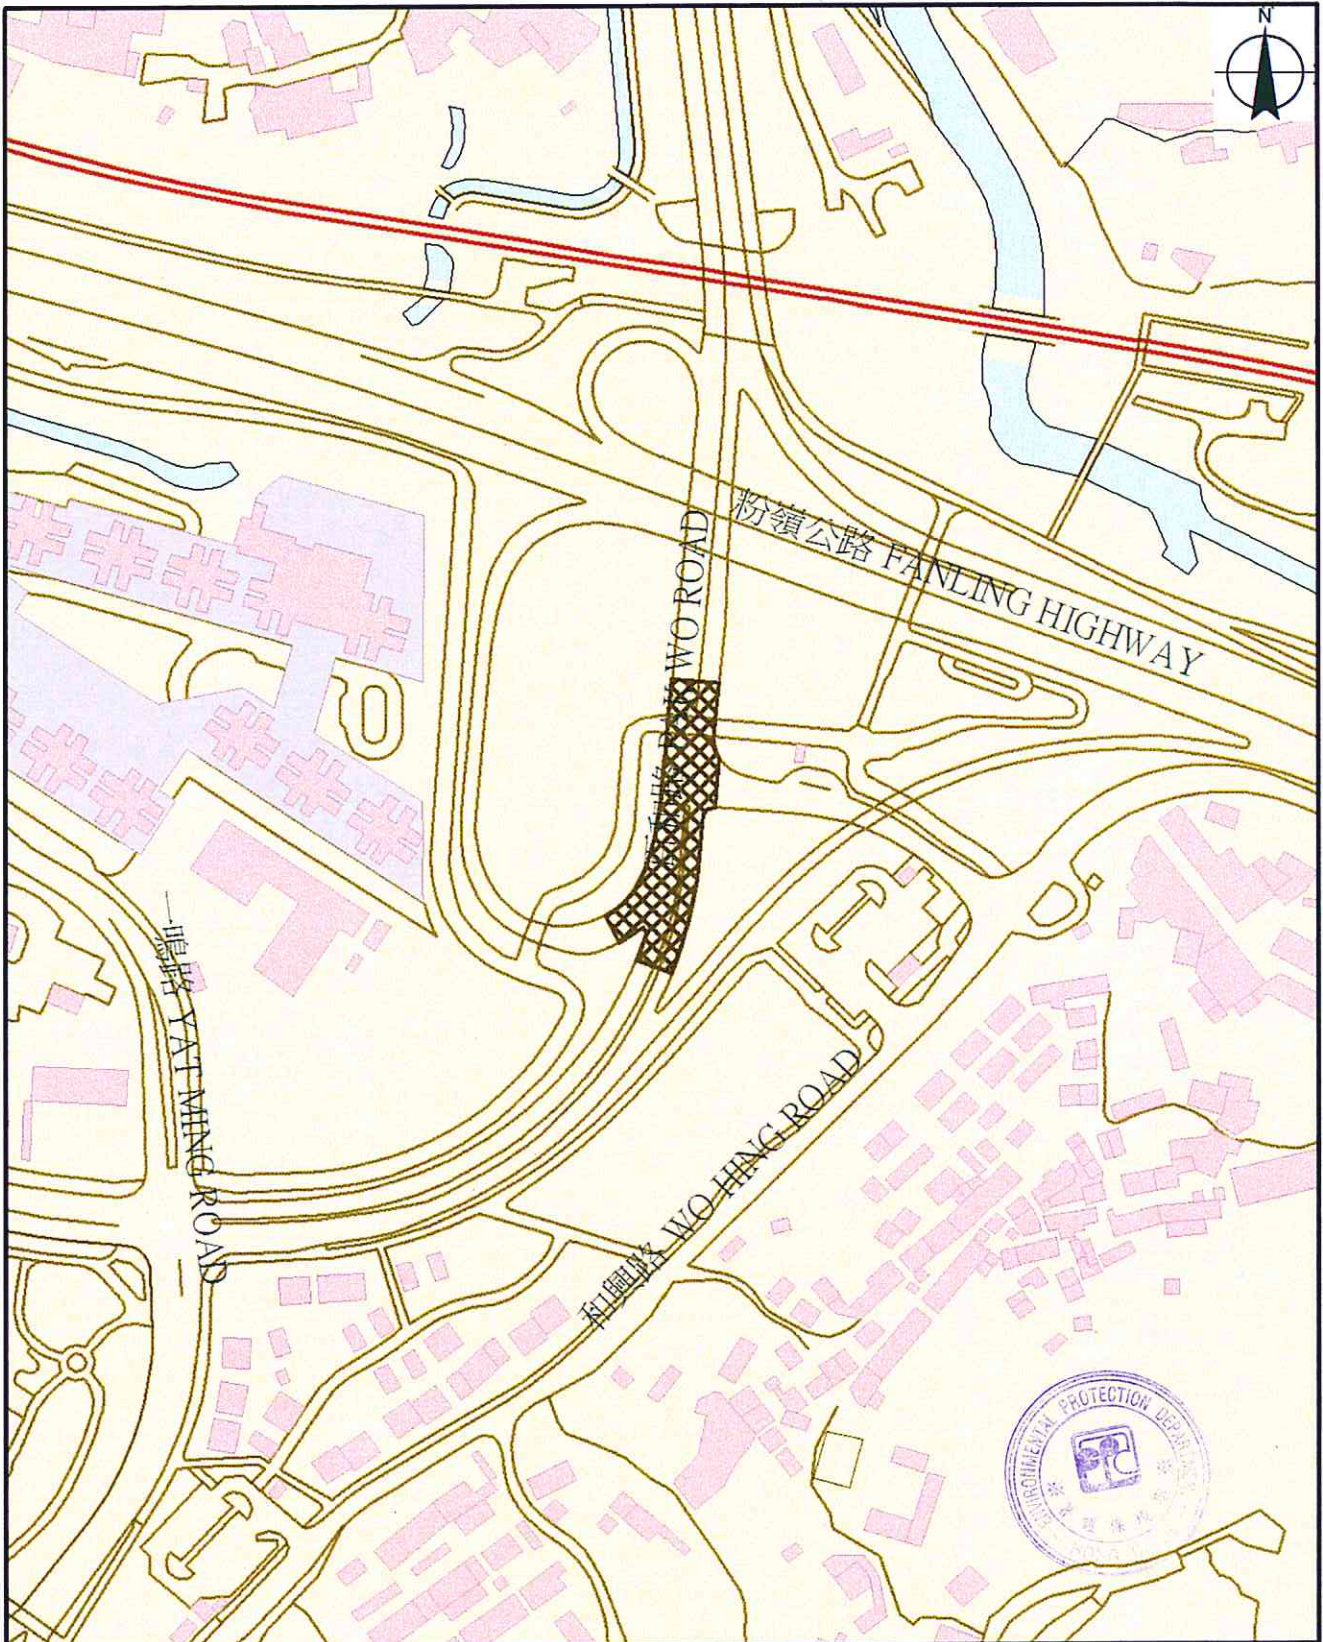 N
粉嶺公路 FANLING HIGHWAY
WO ROAD
一鳴路 YAT MING ROAD
和興路 WO HING ROAD
ENVIRONMENTAL PROTECTION DEPARTMENT